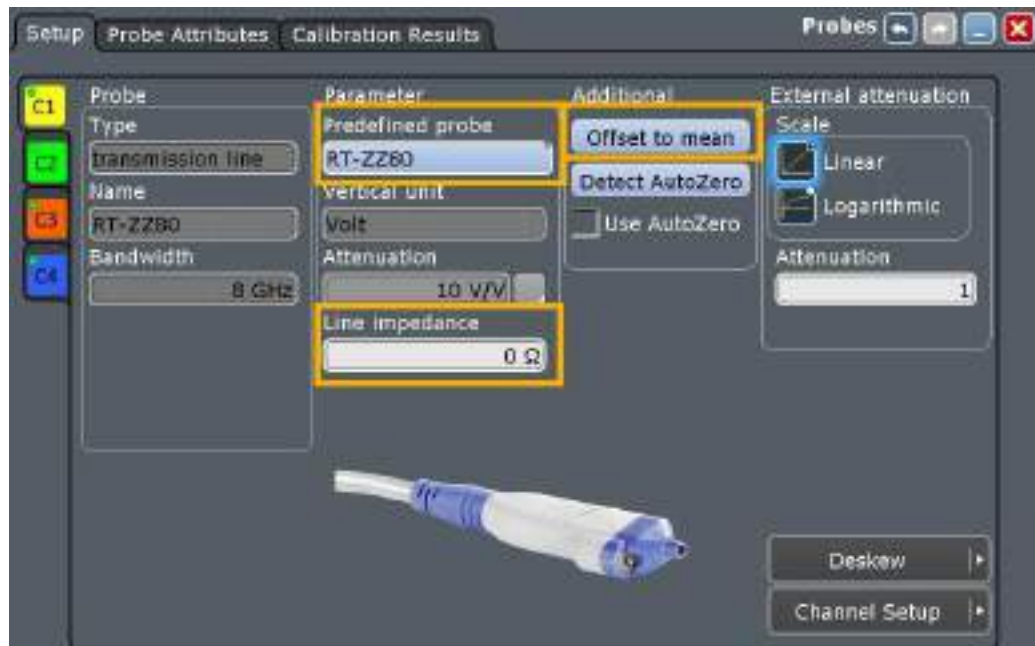 Setup Probe Attributes Calibration Results Probes
C1
C2
C3
C4
Probe
Type
transmission line
Name
RT-ZZ80
Bandwidth
8 GHz
Parameter
Predefined probe
RT-ZZ80
Vertical unit
Volt
Attenuation
10 V/V
Line impedance
0 Ω
Additional
Offset to mean
Detect AutoZero
Use AutoZero
External attenuation
Scale
Linear
Logarithmic
Attenuation
1
Deskew
Channel Setup